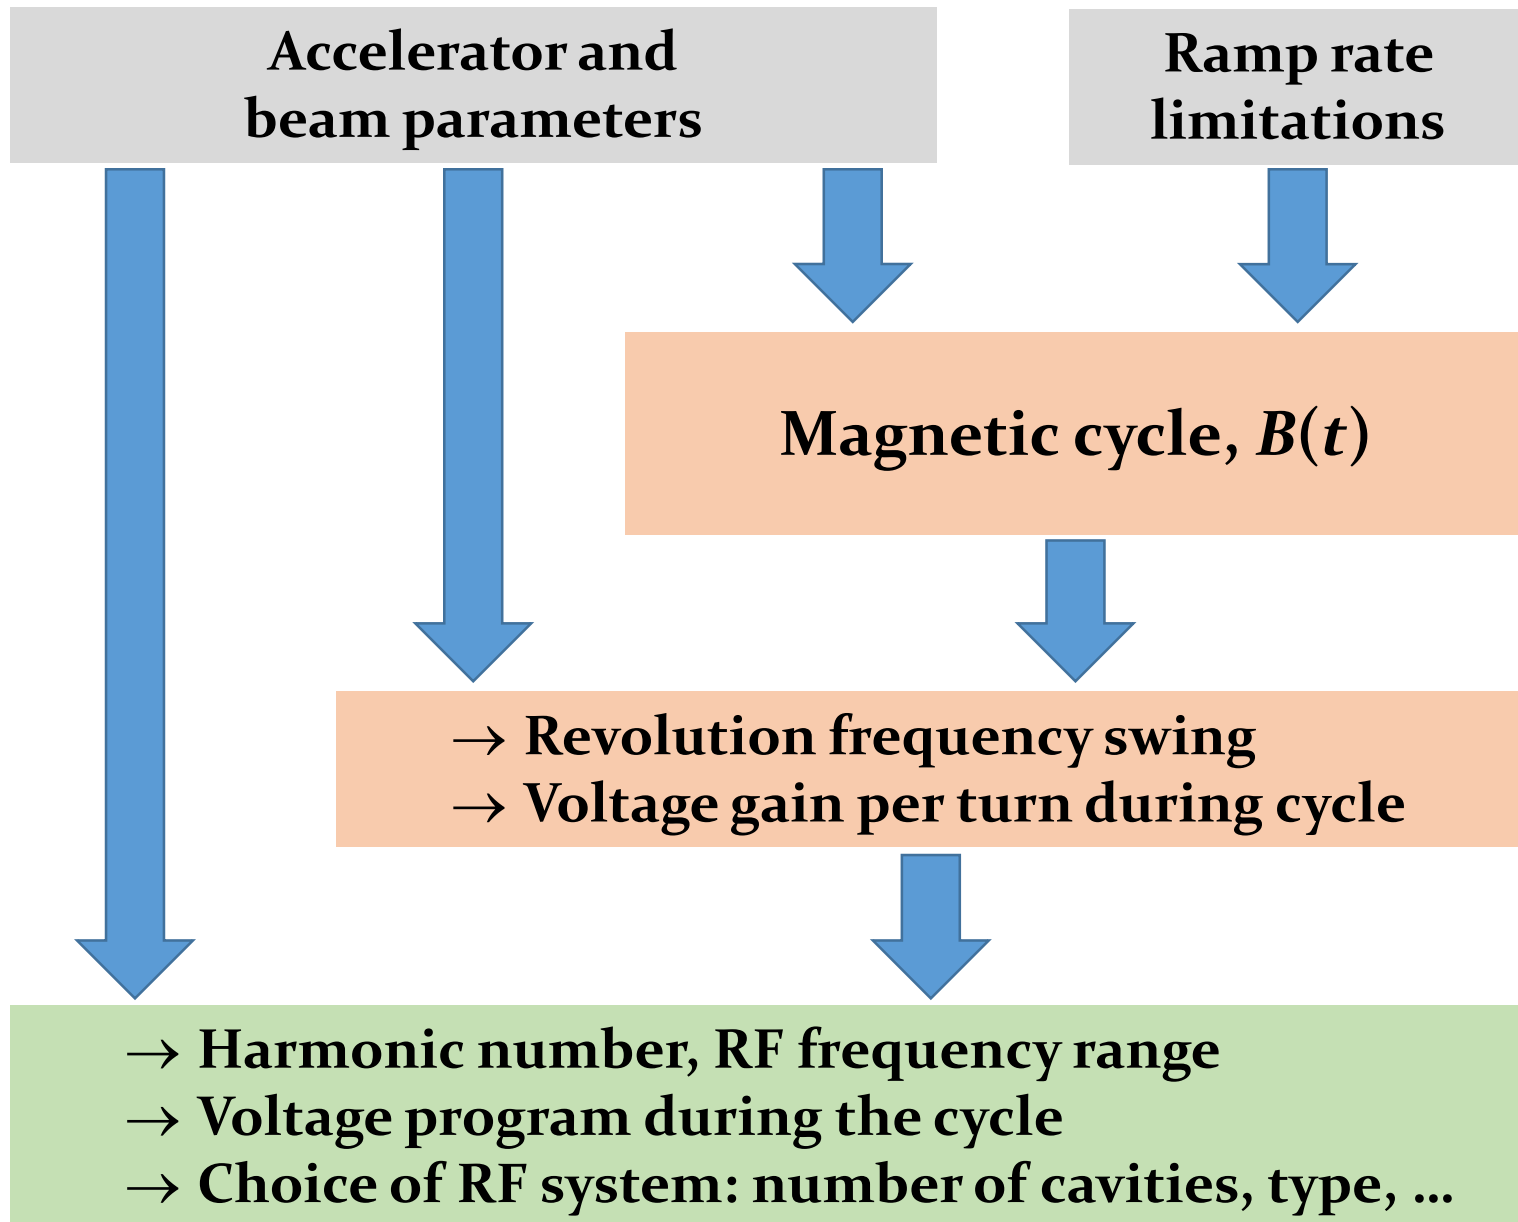 Accelerator and
beam parameters
Ramp rate
limitations
Magnetic cycle, B(t)
→ Revolution frequency swing
→ Voltage gain per turn during cycle
→ Harmonic number, RF frequency range
→ Voltage program during the cycle
→ Choice of RF system: number of cavities, type, …